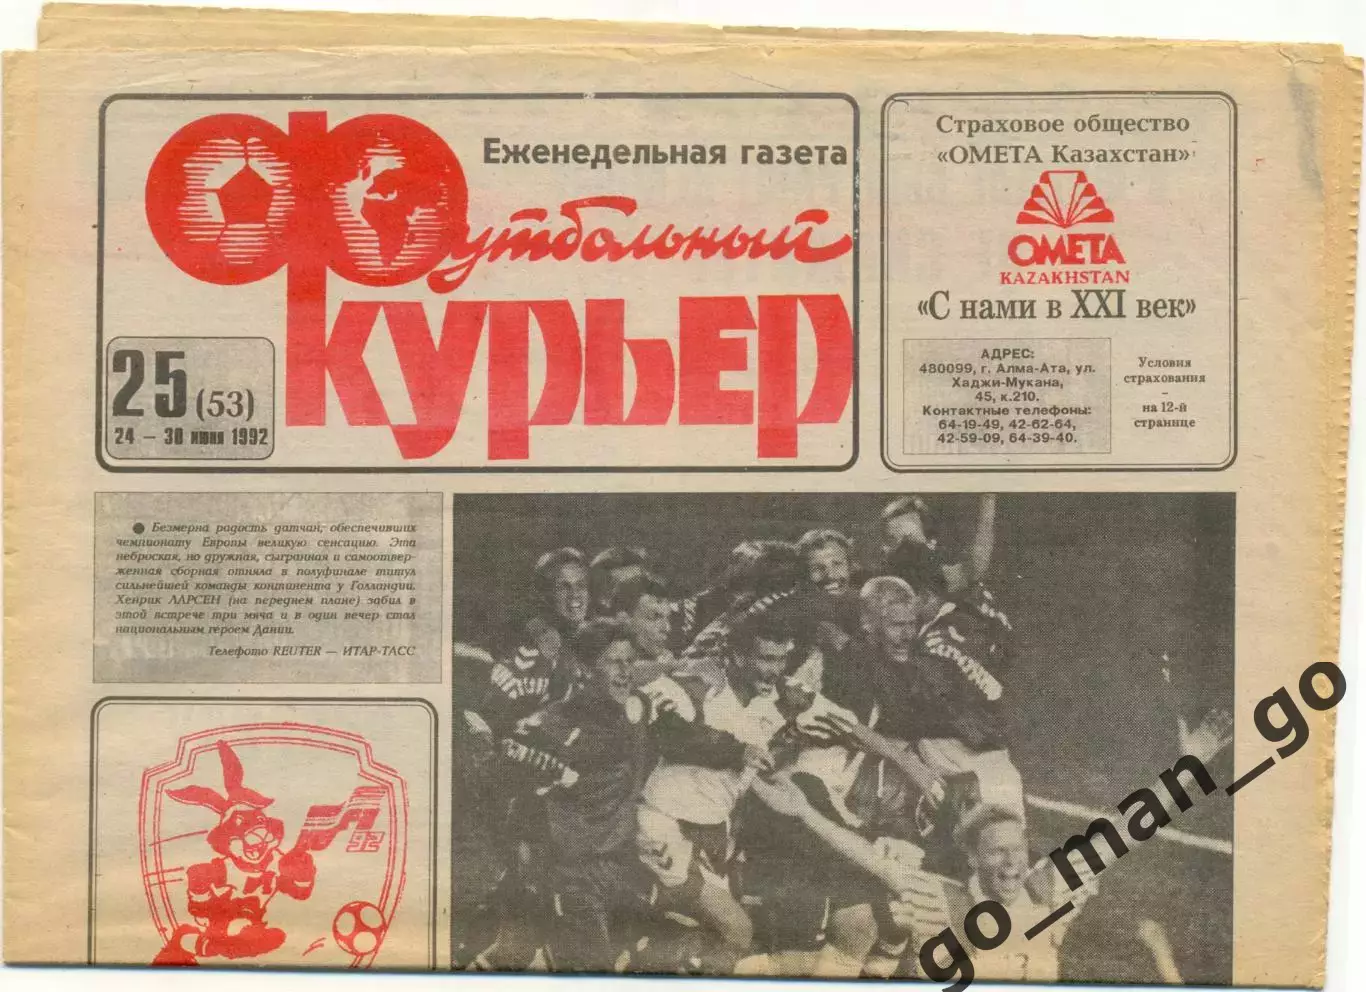 Еженедельная газета
Футбольный
Курьер
25 (53)
24 — 30 июня 1992
Страховое общество
«ОМЕТА Казахстан»
ОМЕТА
KAZAKHSTAN
«С нами в XXI век»
АДРЕС:
480099, г. Алма-Ата, ул.
Хаджи-Мукана,
45, к.210.
Контактные телефоны:
64-19-49, 42-62-64,
42-59-09, 64-39-40.
Условия
страхования
-
на 12-й
странице
● Безмерна радость датчан, обеспечивших
чемпионату Европы великую сенсацию. Эта
неброская, но дружная, сыгранная и самоотвер-
женная сборная отняла в полуфинале титул
сильнейшей команды континента у Голландии.
Хенрик ЛАРСЕН (на переднем плане) забил в
этой встрече три мяча и в один вечер стал
национальным героем Дании.
Телефото REUTER — ИТАР-ТАСС
92
13
go_man_go